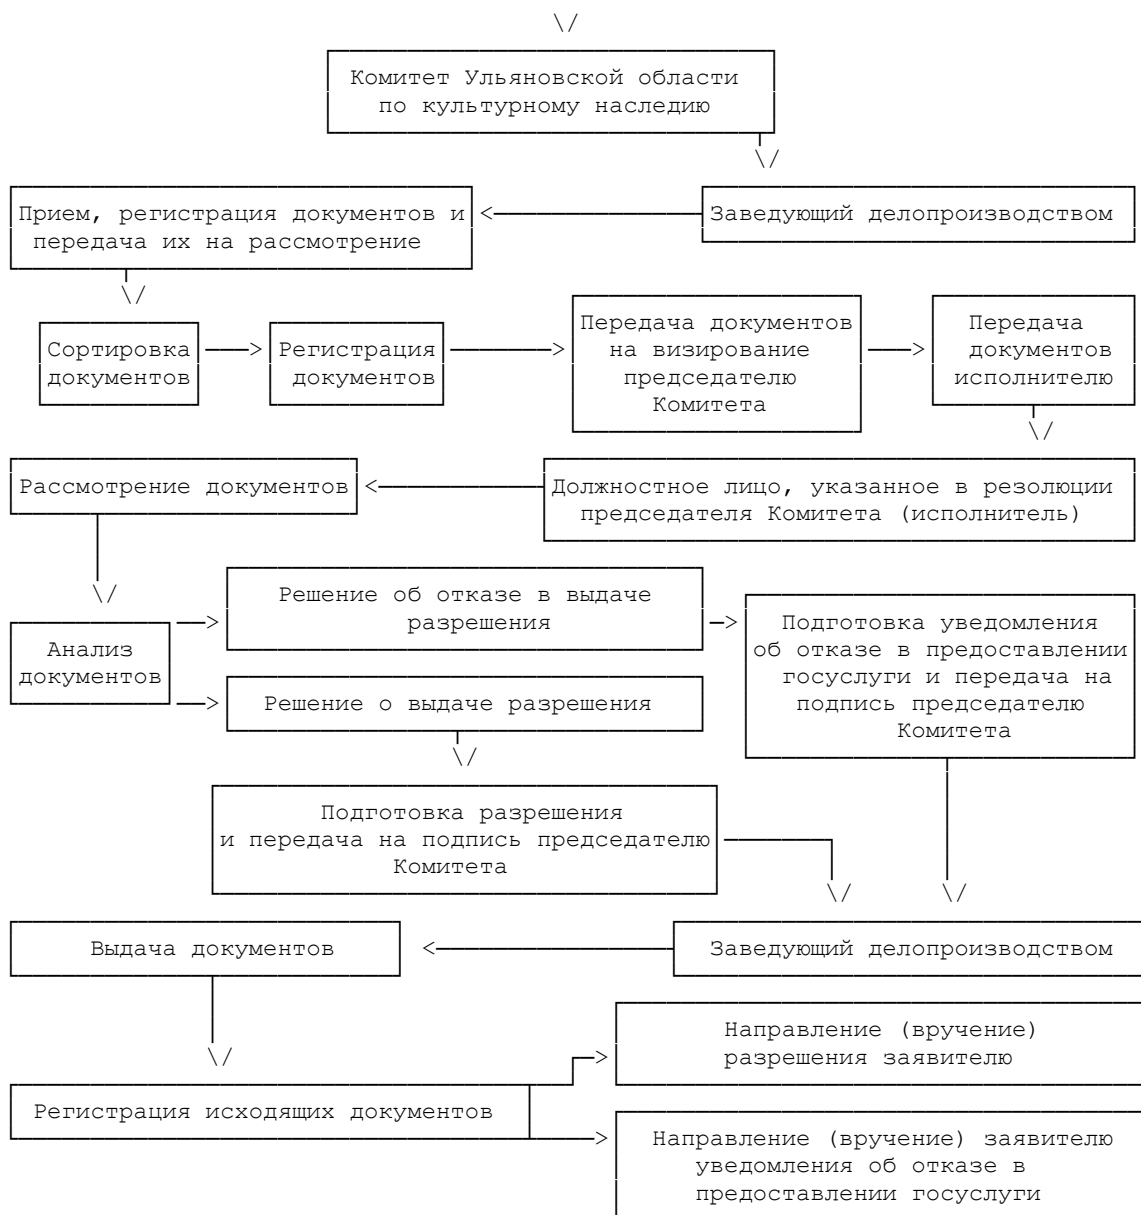 Комитет Ульяновской области
по культурному наследию
Прием, регистрация документов и
передача их на рассмотрение
Заведующий делопроизводством
Сортировка
документов
Регистрация
документов
Передача документов
на визирование
председателю
Комитета
Передача
документов
исполнителю
Рассмотрение документов
Должностное лицо, указанное в резолюции
председателя Комитета (исполнитель)
Анализ
документов
Решение об отказе в выдаче
разрешения
Подготовка уведомления
об отказе в предоставлении
госуслуги и передача на
подпись председателю
Комитета
Решение о выдаче разрешения
Подготовка разрешения
и передача на подпись председателю
Комитета
Выдача документов
Заведующий делопроизводством
Направление (вручение)
разрешения заявителю
Регистрация исходящих документов
Направление (вручение) заявителю
уведомления об отказе в
предоставлении госуслуги